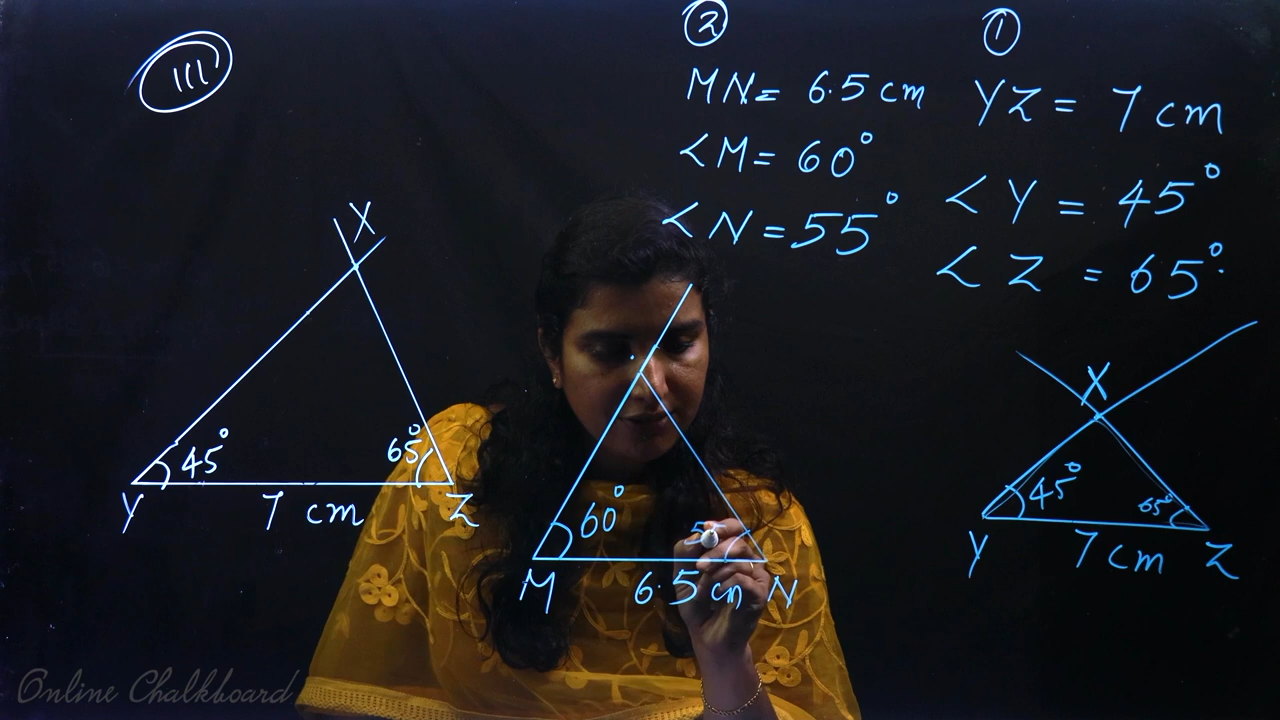 ②
①
111
MN = 6.5 cm
YZ = 7 cm
∠M = 60°
∠Y = 45°
∠N = 55°
∠Z = 65°
X
X
45°
65°
60°
45°
65°
Y
7 cm
Z
M
6.5 cm
N
Y
7 cm
Z
Online Chalkboard